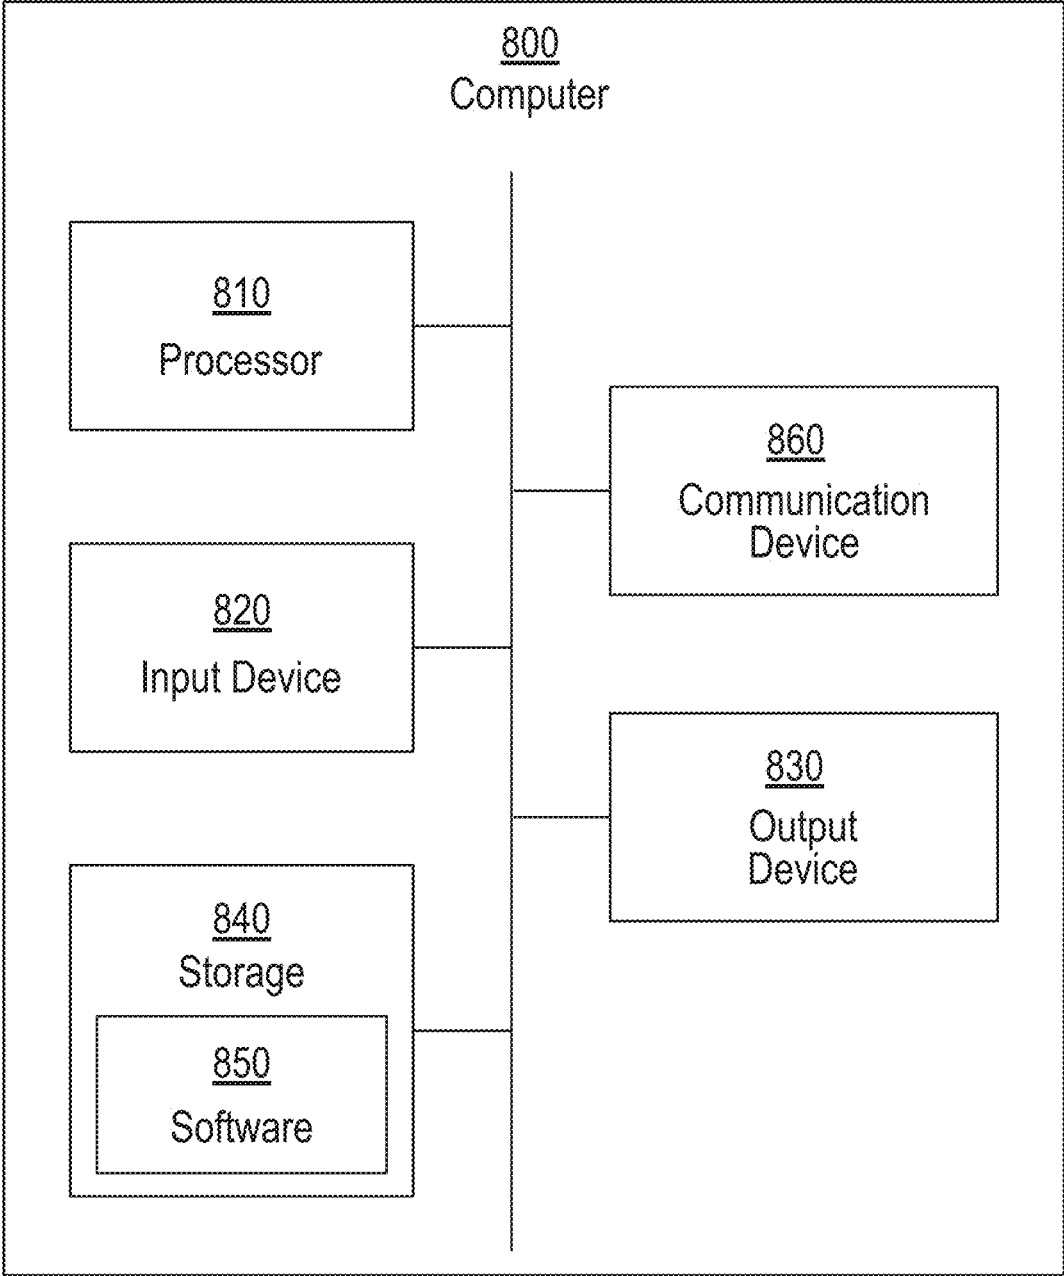 800
Computer
810
Processor
860
Communication
Device
820
Input Device
830
Output
Device
840
Storage
850
Software